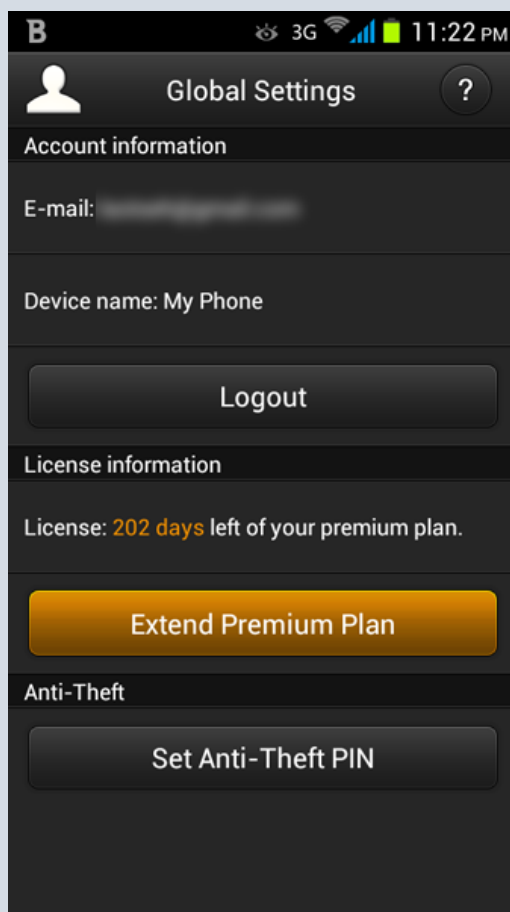 B 3G 11:22 PM
Global Settings ?
Account information
E-mail:
Device name: My Phone
Logout
License information
License: 202 days left of your premium plan.
Extend Premium Plan
Anti-Theft
Set Anti-Theft PIN